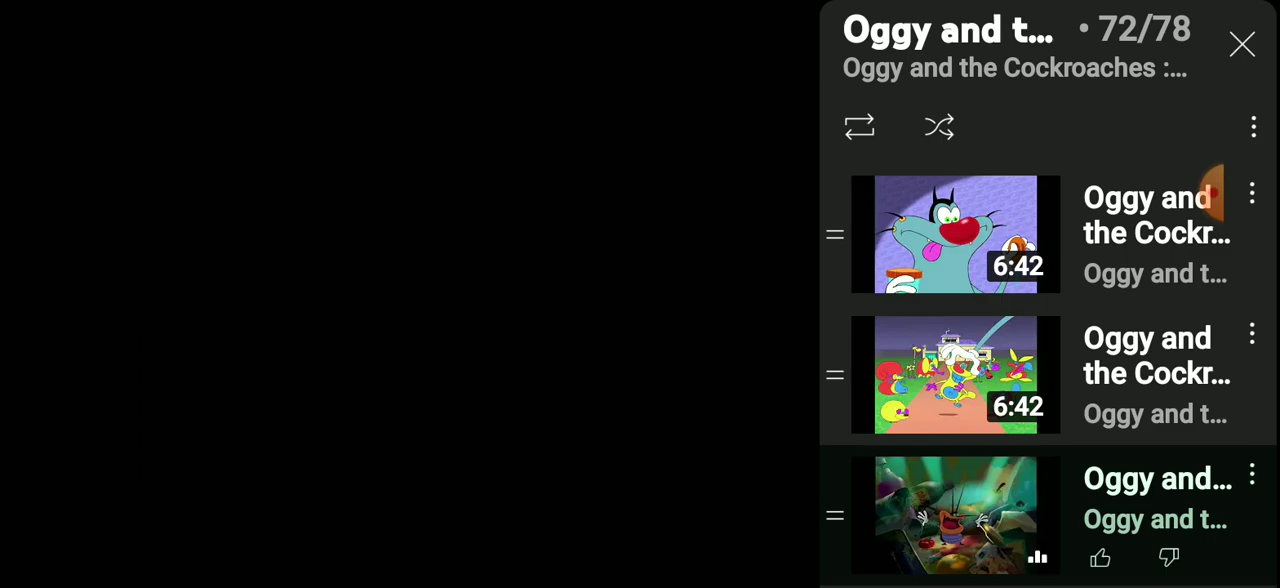 Oggy and t... • 72/78
Oggy and the Cockroaches :...
6:42
Oggy and
the Cockr...
Oggy and t...
6:42
Oggy and
the Cockr...
Oggy and t...
Oggy and...
Oggy and t...